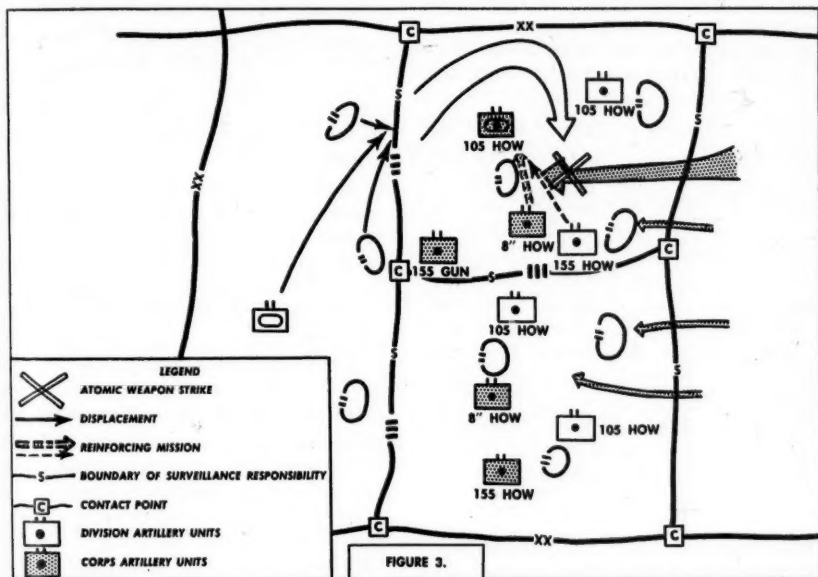 C
XX
C
S
105 HOW
105 HOW
S
XX
8" HOW
155 HOW
155 GUN
C
C
S
105 HOW
S
S
8" HOW
105 HOW
155 HOW
LEGEND
ATOMIC WEAPON STRIKE
DISPLACEMENT
REINFORCING MISSION
S
BOUNDARY OF SURVEILLANCE RESPONSIBILITY
C
CONTACT POINT
DIVISION ARTILLERY UNITS
CORPS ARTILLERY UNITS
C
XX
C
FIGURE 3.